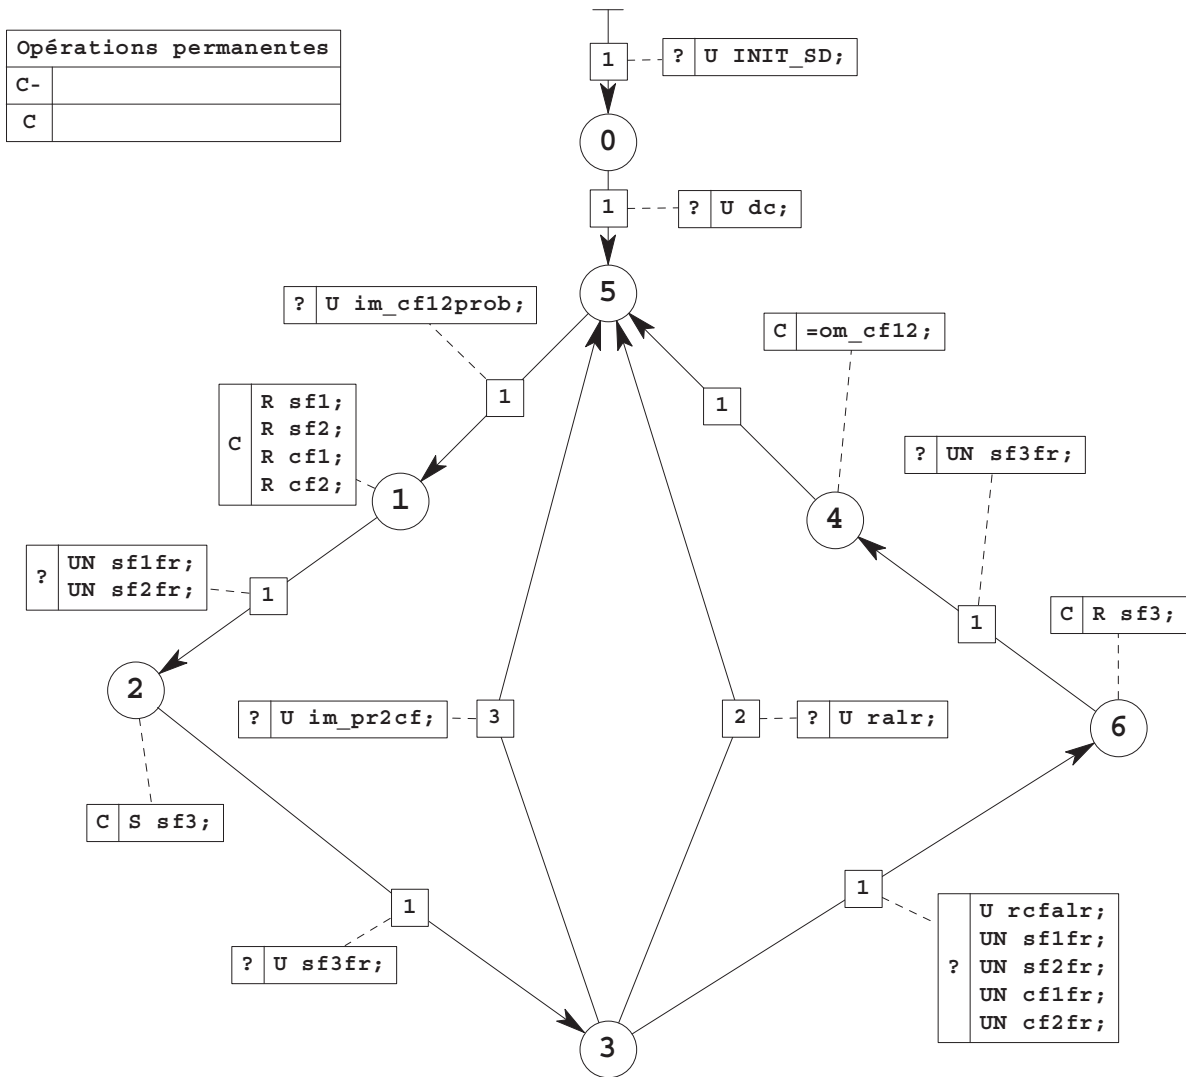 Opérations permanentes
C-
C
1
? U INIT_SD;
0
1
? U dc;
5
? U im_cf12prob;
1
C =om_cf12;
1
C
R sf1;
R sf2;
R cf1;
R cf2;
1
? UN sf3fr;
4
?
UN sf1fr;
UN sf2fr;
1
1
C R sf3;
2
? U im_pr2cf;
3
2
? U ralr;
6
C S sf3;
1
1
? U sf3fr;
?
U rcfalr;
UN sf1fr;
UN sf2fr;
UN cf1fr;
UN cf2fr;
3